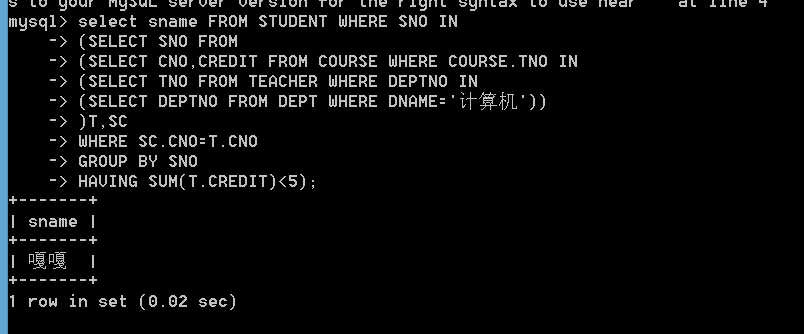 s to your MySQL server version for the right syntax to use near '' at line 4
mysql> select sname FROM STUDENT WHERE SNO IN
    -> (SELECT SNO FROM
    -> (SELECT CNO,CREDIT FROM COURSE WHERE COURSE.TNO IN
    -> (SELECT TNO FROM TEACHER WHERE DEPTNO IN
    -> (SELECT DEPTNO FROM DEPT WHERE DNAME='计算机'))
    -> )T,SC
    -> WHERE SC.CNO=T.CNO
    -> GROUP BY SNO
    -> HAVING SUM(T.CREDIT)<5);
+-------+
| sname |
+-------+
| 嘎嘎  |
+-------+
1 row in set (0.02 sec)